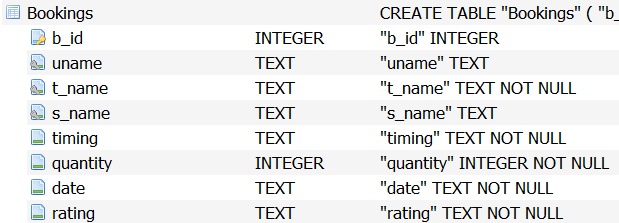 Bookings CREATE TABLE "Bookings" ( "b_
b_id INTEGER "b_id" INTEGER
uname TEXT "uname" TEXT
t_name TEXT "t_name" TEXT NOT NULL
s_name TEXT "s_name" TEXT
timing TEXT "timing" TEXT NOT NULL
quantity INTEGER "quantity" INTEGER NOT NULL
date TEXT "date" TEXT NOT NULL
rating TEXT "rating" TEXT NOT NULL